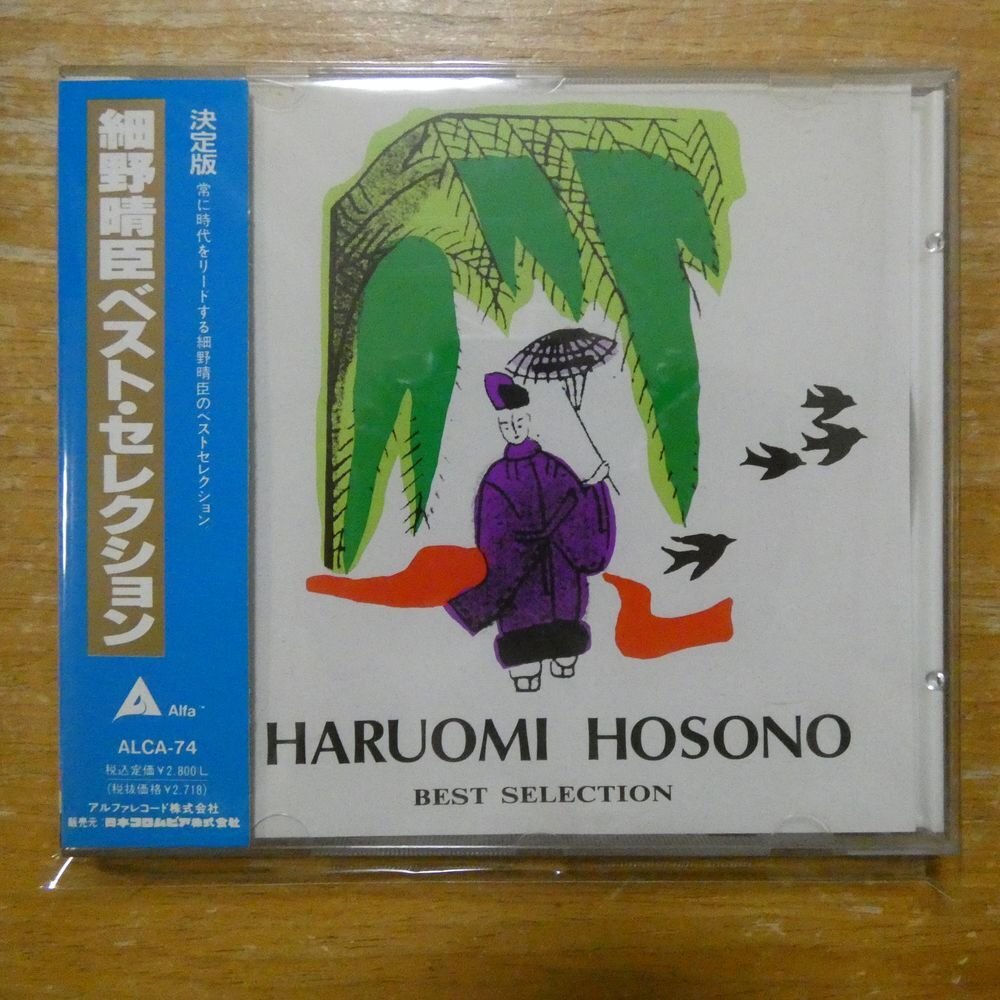 決定版
常に時代をリードする細野晴臣のベストセレクション
細野晴臣ベスト・セレクション
Alfa™
ALCA-74
税込定価¥2.800L
(税抜価格¥2.718)
アルファレコード株式会社
販売元 日本コロムビア株式会社
HARUOMI HOSONO
BEST SELECTION